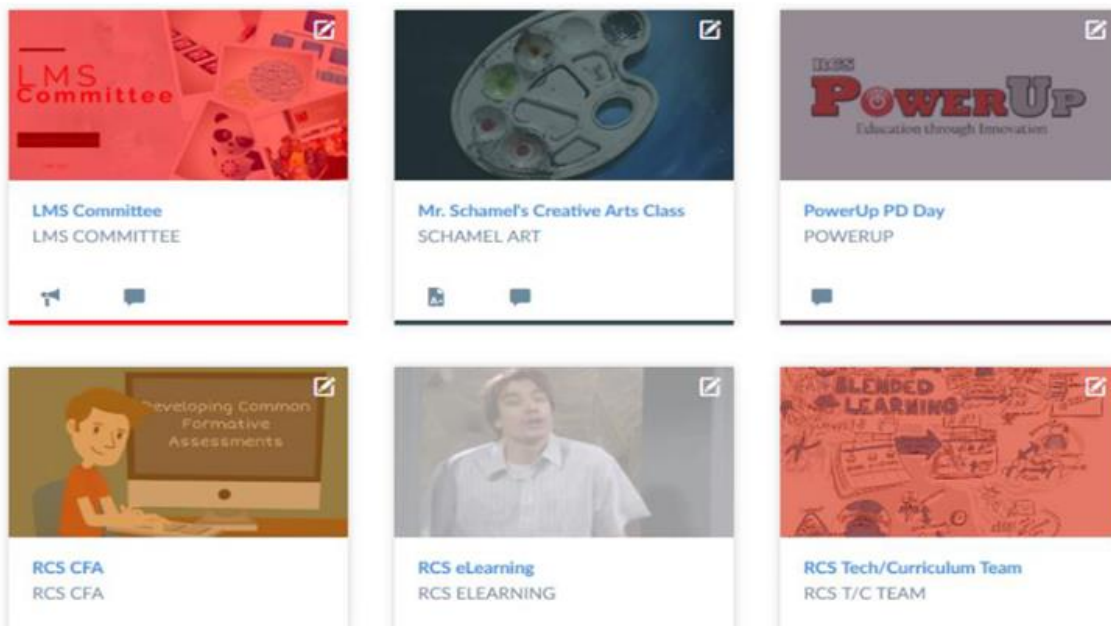 LMS
Committee
LMS Committee
LMS COMMITTEE
Mr. Schamel's Creative Arts Class
SCHAMEL ART
RCS
POWERUP
Education through Innovation
PowerUp PD Day
POWERUP
Developing Common
Formative
Assessments
RCS CFA
RCS CFA
RCS eLearning
RCS ELEARNING
BLENDED
LEARNING
RCS Tech/Curriculum Team
RCS T/C TEAM